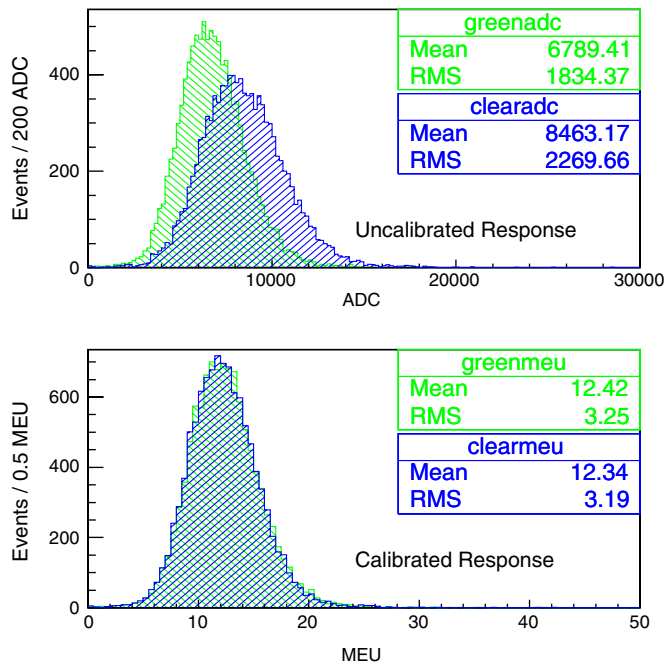 greenadc
Mean 6789.41
RMS 1834.37
clearadc
Mean 8463.17
RMS 2269.66
Events / 200 ADC
400
200
0
Uncalibrated Response
0 10000 20000 30000
ADC
greenmeu
Mean 12.42
RMS 3.25
clearmeu
Mean 12.34
RMS 3.19
Events / 0.5 MEU
600
400
200
0
Calibrated Response
0 10 20 30 40 50
MEU